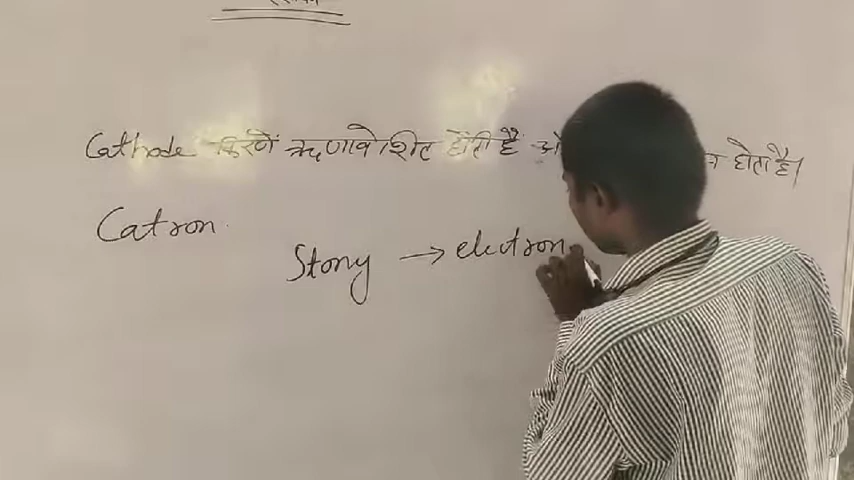 Cathode किरणें ऋणावेशित होती है होता है।
Catron
Stony → electron